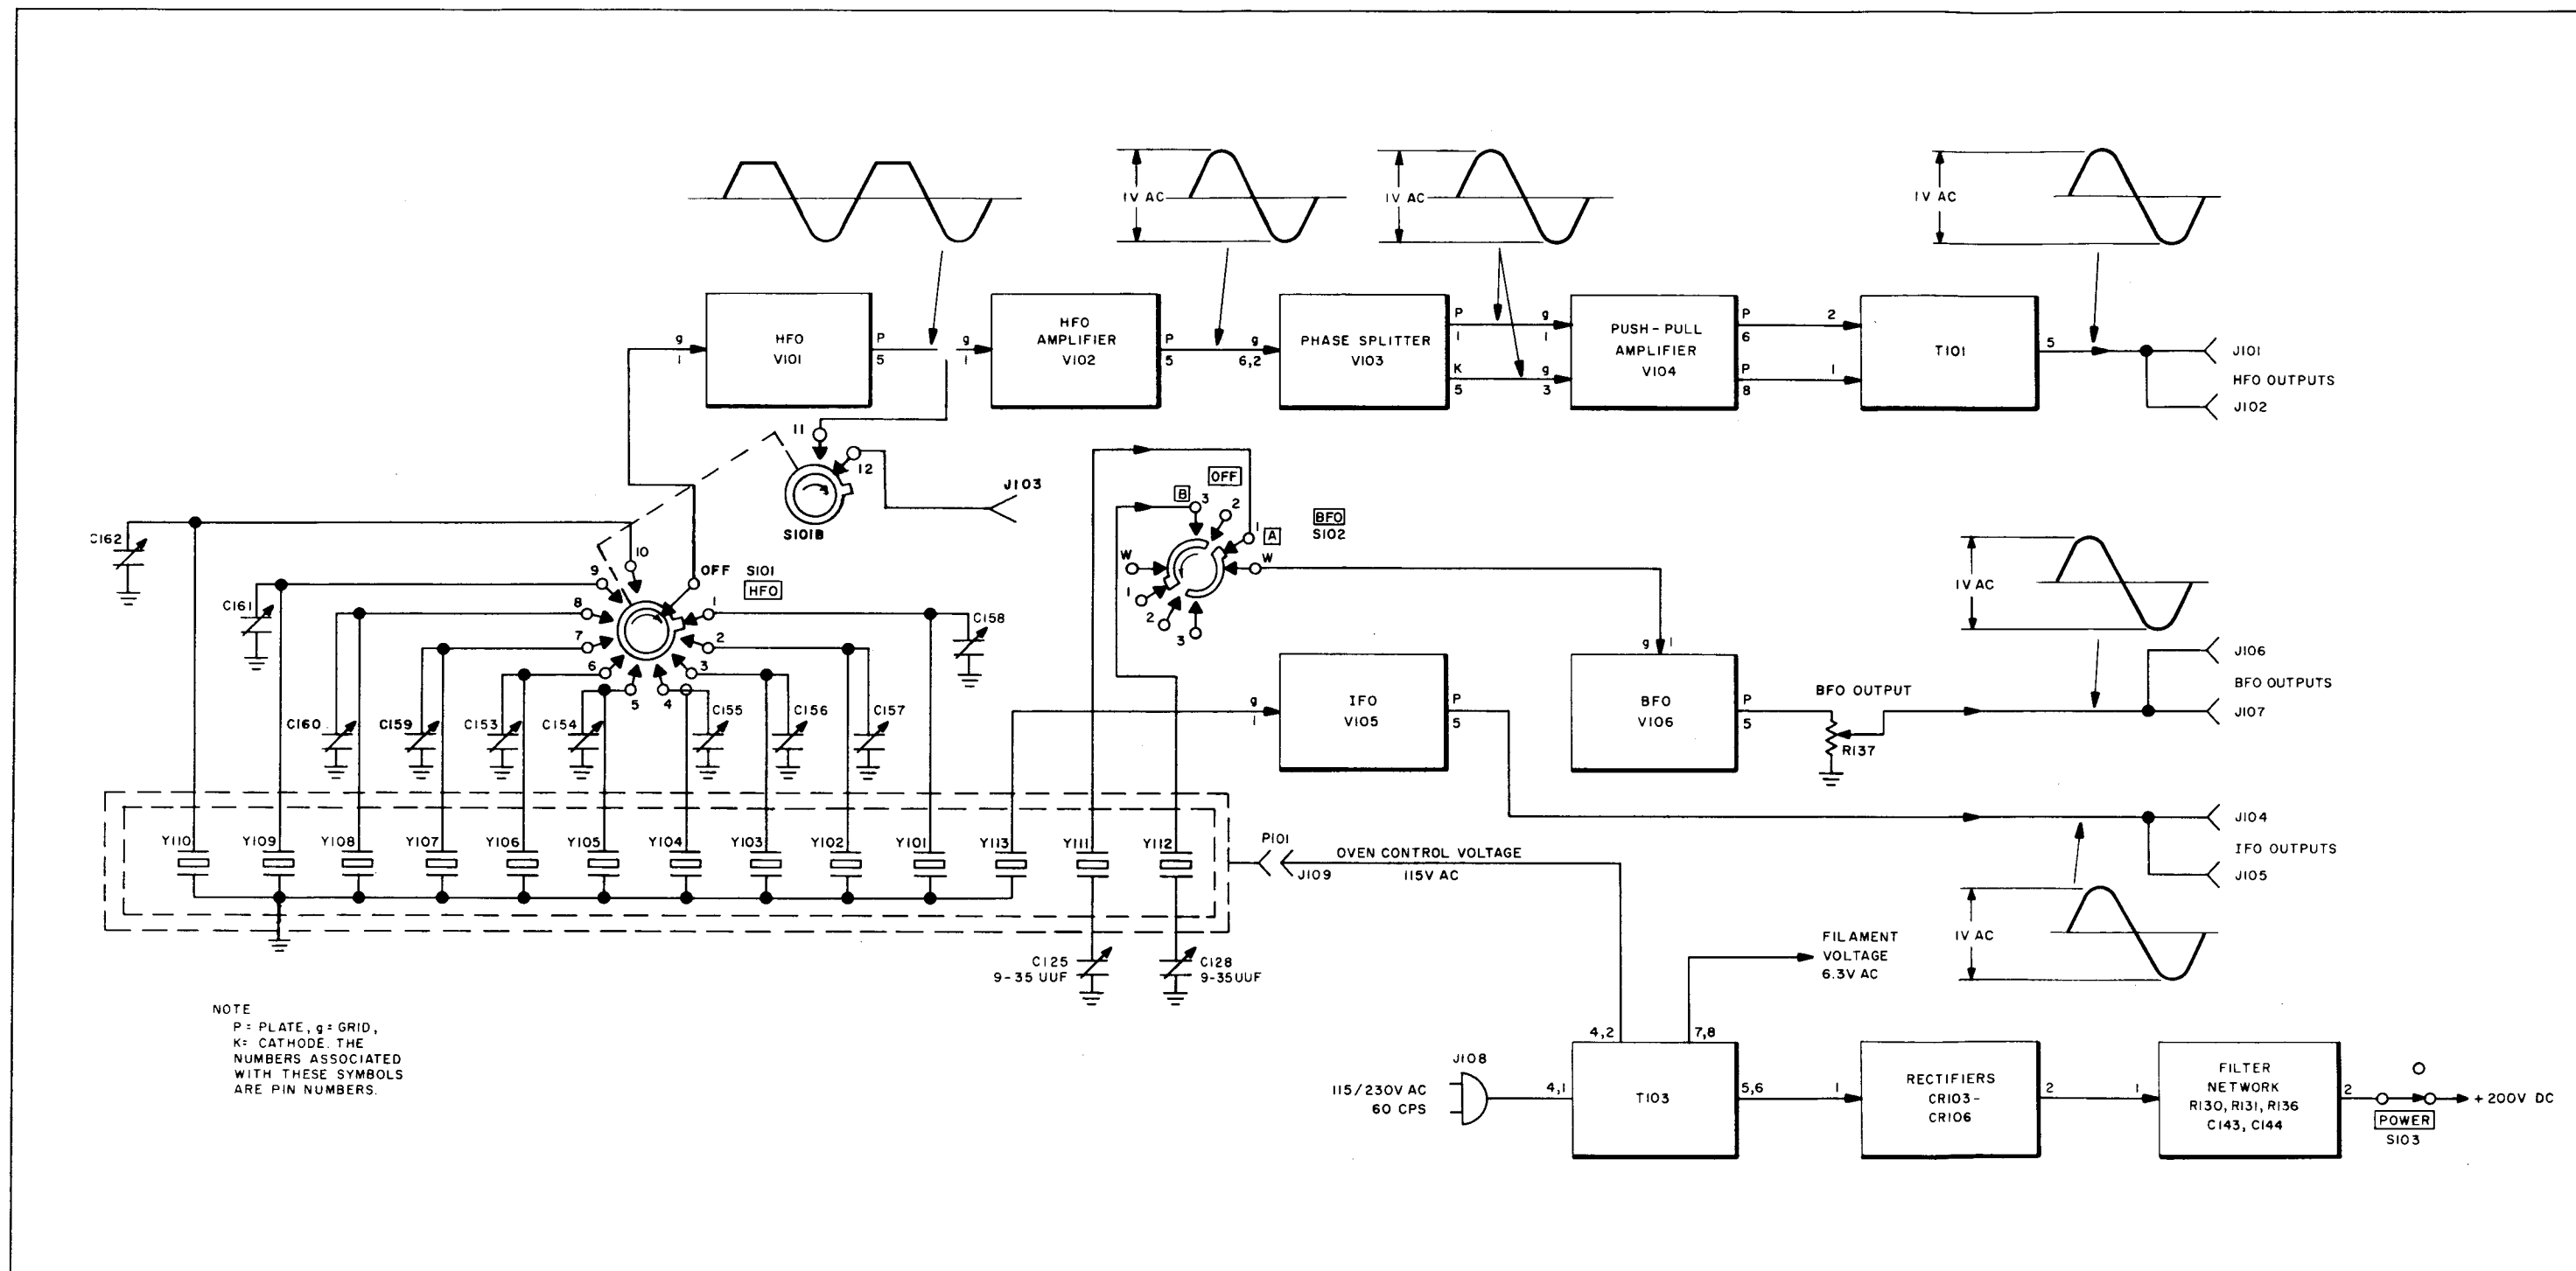 1V AC
1V AC
1V AC
HFO
V101
HFO
AMPLIFIER
V102
PHASE SPLITTER
V103
PUSH-PULL
AMPLIFIER
V104
T101
g
1
P
5
g
1
P
5
g
6,2
P
1
g
1
K
5
g
3
P
6
2
P
8
1
5
J101
HFO OUTPUTS
J102
11
12
S101B
J103
OFF
B
3
2
1
A
W
W
1
2
3
BFO
S102
C162
C161
10
9
8
7
6
5
4
3
2
1
OFF
S101
HFO
C158
C160
C159
C153
C154
C155
C156
C157
g
1
IFO
V105
P
5
g
1
BFO
V106
P
5
BFO OUTPUT
R137
1V AC
J106
BFO OUTPUTS
J107
J104
IFO OUTPUTS
J105
1V AC
Y110
Y109
Y108
Y107
Y106
Y105
Y104
Y103
Y102
Y101
Y113
Y111
Y112
P101
J109
OVEN CONTROL VOLTAGE
115V AC
C125
9-35 UUF
C128
9-35UUF
FILAMENT
VOLTAGE
6.3V AC
NOTE
P = PLATE, g = GRID,
K= CATHODE. THE
NUMBERS ASSOCIATED
WITH THESE SYMBOLS
ARE PIN NUMBERS.
J108
115/230V AC
60 CPS
4,1
4,2
7,8
T103
5,6
1
RECTIFIERS
CR103-
CR106
2
1
FILTER
NETWORK
R130, R131, R136
C143, C144
2
POWER
S103
+200V DC